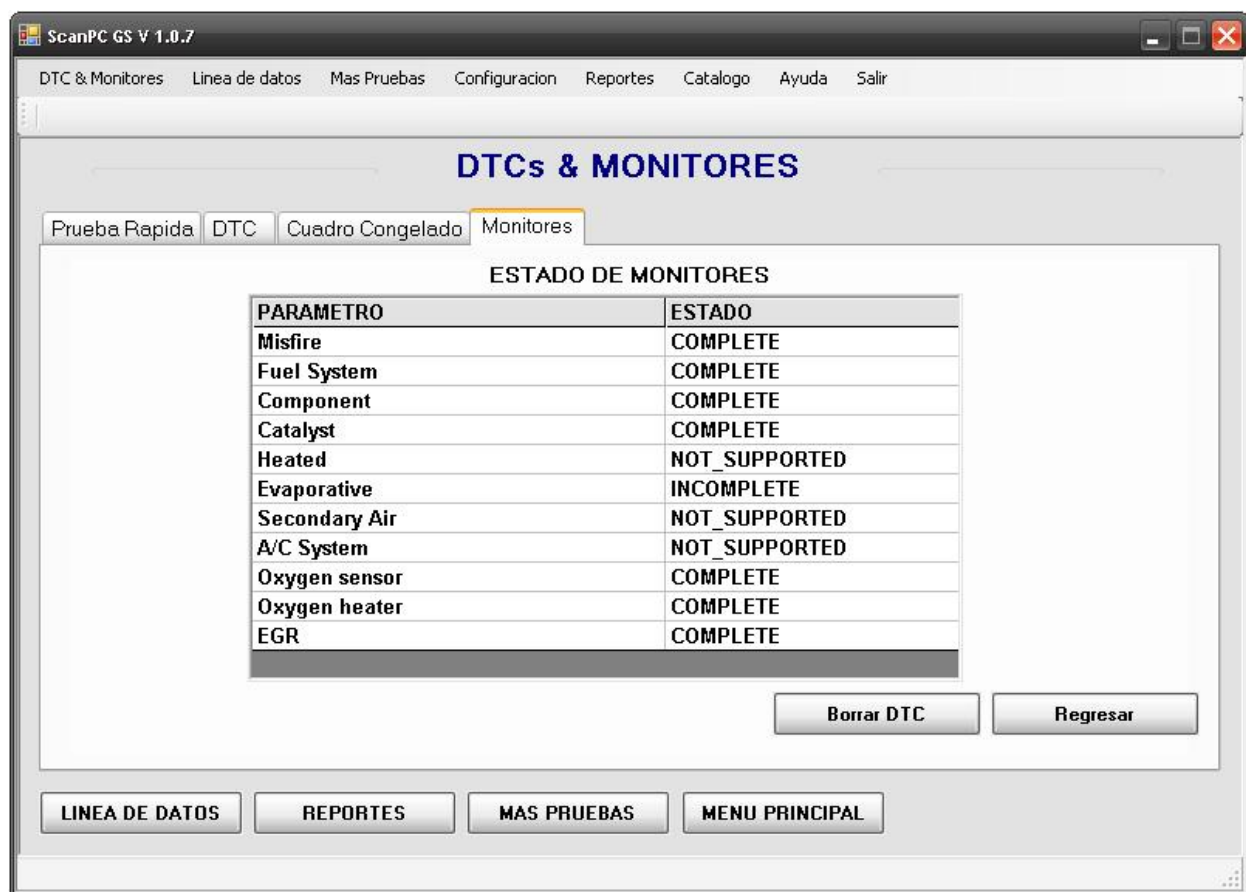 ScanPC GS V 1.0.7
DTC & Monitores Linea de datos Mas Pruebas Configuracion Reportes Catalogo Ayuda Salir
DTCs & MONITORES
Prueba Rapida DTC Cuadro Congelado Monitores
ESTADO DE MONITORES
PARAMETRO ESTADO
Misfire COMPLETE
Fuel System COMPLETE
Component COMPLETE
Catalyst COMPLETE
Heated NOT_SUPPORTED
Evaporative INCOMPLETE
Secondary Air NOT_SUPPORTED
A/C System NOT_SUPPORTED
Oxygen sensor COMPLETE
Oxygen heater COMPLETE
EGR COMPLETE
Borrar DTC Regresar
LINEA DE DATOS REPORTES MAS PRUEBAS MENU PRINCIPAL